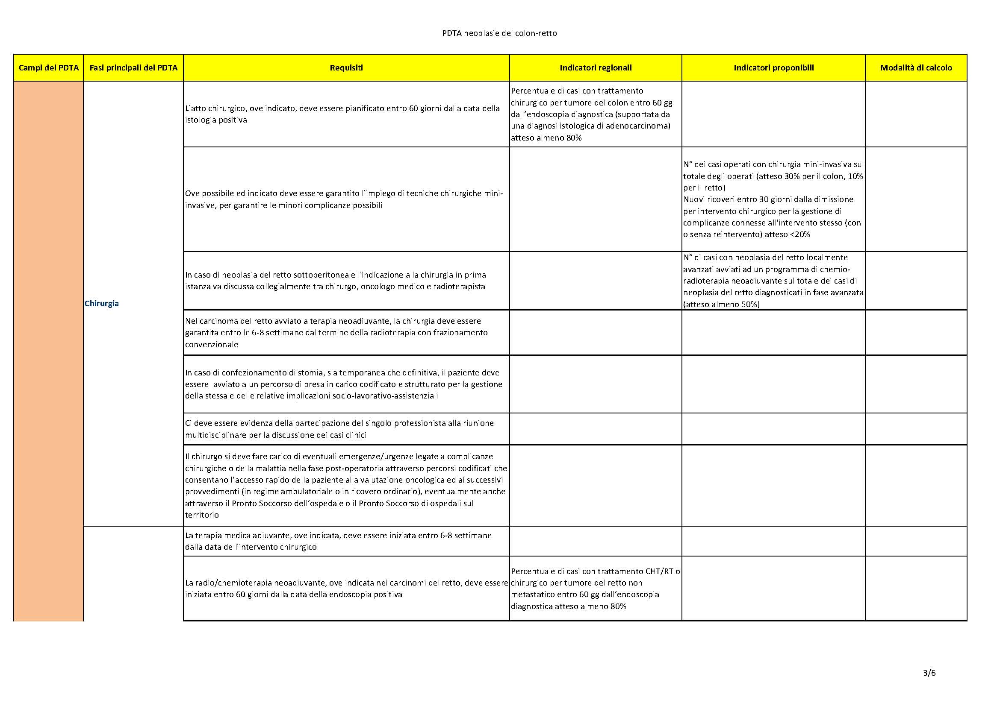 PDTA neoplasie del colon-retto
Campi del PDTA
Fasi principali del PDTA
Requisiti
Indicatori regionali
Indicatori proponibili
Modalità di calcolo
Chirurgia
L'atto chirurgico, ove indicato, deve essere pianificato entro 60 giorni dalla data della
istologia positiva
Percentuale di casi con trattamento
chirurgico per tumore del colon entro 60 gg
dall’endoscopia diagnostica (supportata da
una diagnosi istologica di adenocarcinoma)
atteso almeno 80%
Ove possibile ed indicato deve essere garantito l'impiego di tecniche chirurgiche mini-
invasive, per garantire le minori complicanze possibili
N° dei casi operati con chirurgia mini-invasiva sul
totale degli operati (atteso 30% per il colon, 10%
per il retto)
Nuovi ricoveri entro 30 giorni dalla dimissione
per intervento chirurgico per la gestione di
complicanze connesse all'intervento stesso (con
o senza reintervento) atteso <20%
In caso di neoplasia del retto sottoperitoneale l'indicazione alla chirurgia in prima
istanza va discussa collegialmente tra chirurgo, oncologo medico e radioterapista
N° di casi con neoplasia del retto localmente
avanzati avviati ad un programma di chemio-
radioterapia neoadiuvante sul totale dei casi di
neoplasia del retto diagnosticati in fase avanzata
(atteso almeno 50%)
Nel carcinoma del retto avviato a terapia neoadiuvante, la chirurgia deve essere
garantita entro le 6-8 settimane dal termine della radioterapia con frazionamento
convenzionale
In caso di confezionamento di stomia, sia temporanea che definitiva, il paziente deve
essere  avviato a un percorso di presa in carico codificato e strutturato per la gestione
della stessa e delle relative implicazioni socio-lavorativo-assistenziali
Ci deve essere evidenza della partecipazione del singolo professionista alla riunione
multidisciplinare per la discussione dei casi clinici
Il chirurgo si deve fare carico di eventuali emergenze/urgenze legate a complicanze
chirurgiche o della malattia nella fase post-operatoria attraverso percorsi codificati che
consentano l’accesso rapido della paziente alla valutazione oncologica ed ai successivi
provvedimenti (in regime ambulatoriale o in ricovero ordinario), eventualmente anche
attraverso il Pronto Soccorso dell’ospedale o il Pronto Soccorso di ospedali sul
territorio
La terapia medica adiuvante, ove indicata, deve essere iniziata entro 6-8 settimane
dalla data dell'intervento chirurgico
La radio/chemioterapia neoadiuvante, ove indicata nei carcinomi del retto, deve essere
iniziata entro 60 giorni dalla data della endoscopia positiva
Percentuale di casi con trattamento CHT/RT o
chirurgico per tumore del retto non
metastatico entro 60 gg dall’endoscopia
diagnostica atteso almeno 80%
3/6